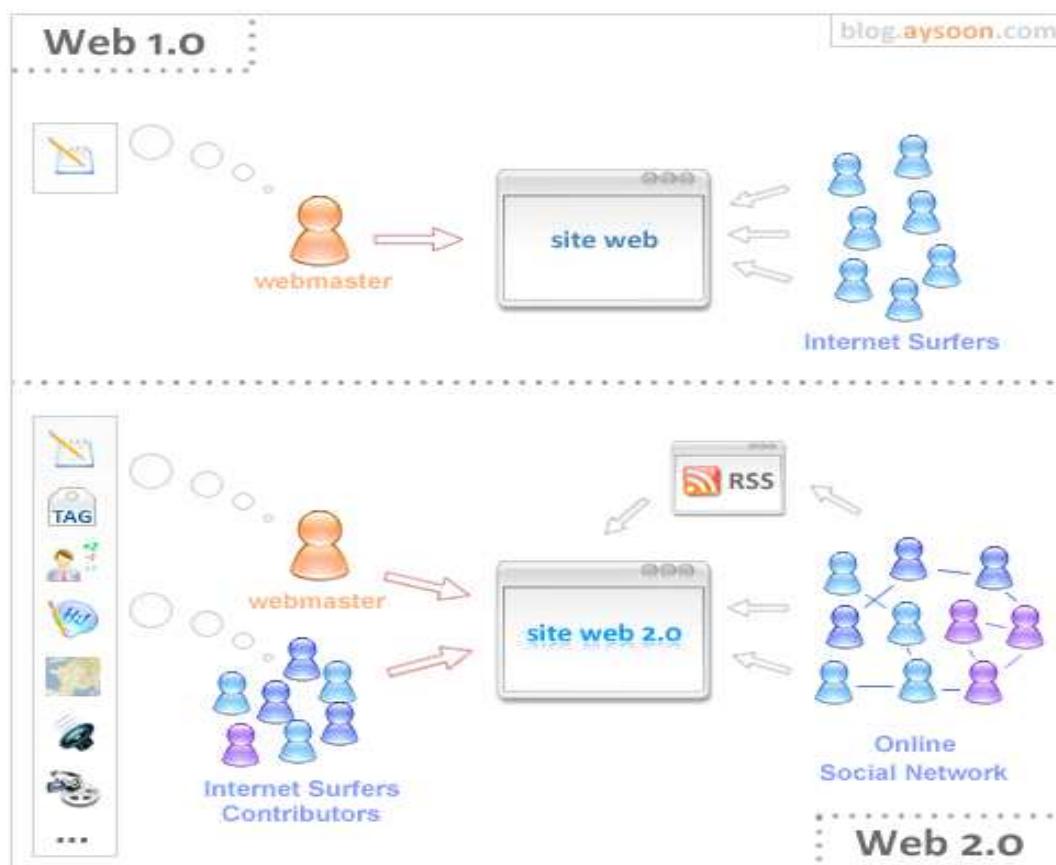 Web 1.0
blog.aysoon.com
site web
webmaster
Internet Surfers
RSS
TAG
webmaster
Hi!
site web 2.0
Internet Surfers
Contributors
Online
Social Network
...
Web 2.0